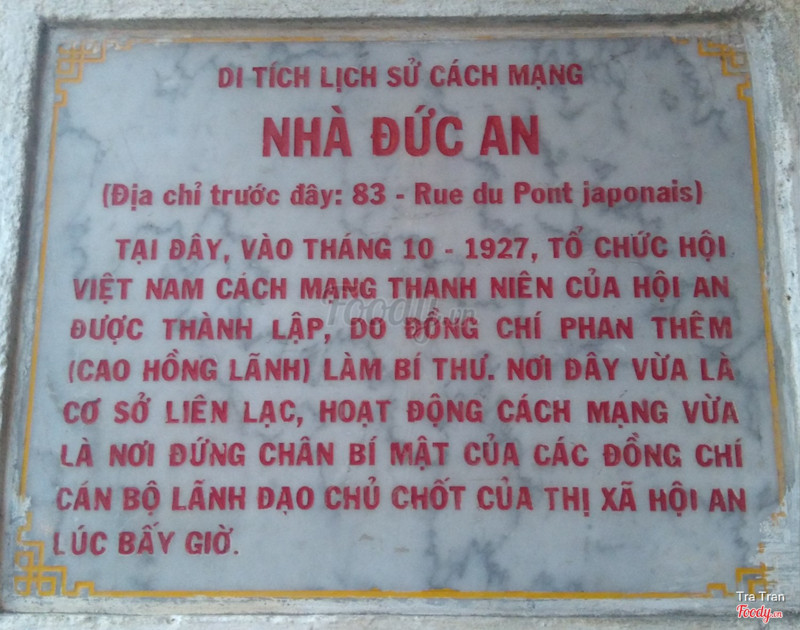 DI TÍCH LỊCH SỬ CÁCH MẠNG
NHÀ ĐỨC AN
(Địa chỉ trước đây: 83 - Rue du Pont japonais)
TẠI ĐÂY, VÀO THÁNG 10 - 1927, TỔ CHỨC HỘI
VIỆT NAM CÁCH MẠNG THANH NIÊN CỦA HỘI AN
ĐƯỢC THÀNH LẬP, DO ĐỒNG CHÍ PHAN THÊM
(CAO HỒNG LÃNH) LÀM BÍ THƯ. NƠI ĐÂY VỪA LÀ
CƠ SỞ LIÊN LẠC, HOẠT ĐỘNG CÁCH MẠNG VỪA
LÀ NƠI ĐỨNG CHÂN BÍ MẬT CỦA CÁC ĐỒNG CHÍ
CÁN BỘ LÃNH ĐẠO CHỦ CHỐT CỦA THỊ XÃ HỘI AN
LÚC BẤY GIỜ.
Foody.vn
Tra Tran
Foody.vn